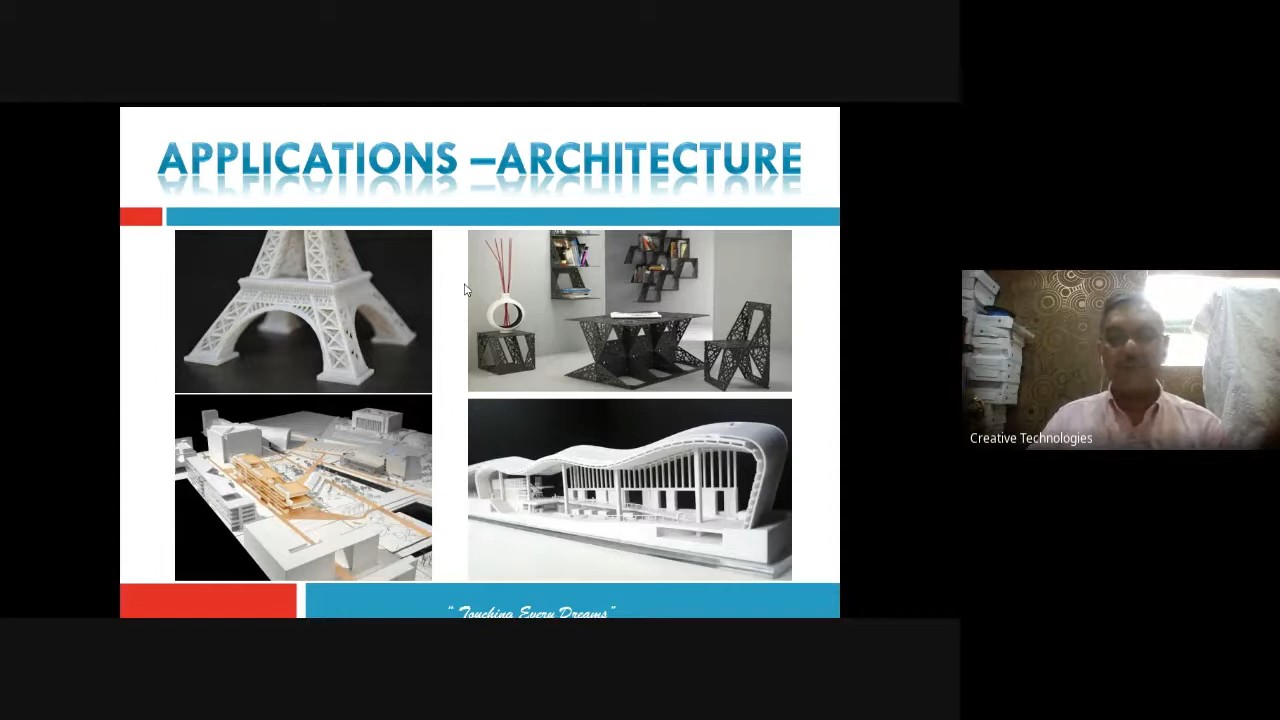 APPLICATIONS –ARCHITECTURE
Creative Technologies
“ Touching Every Dreams”